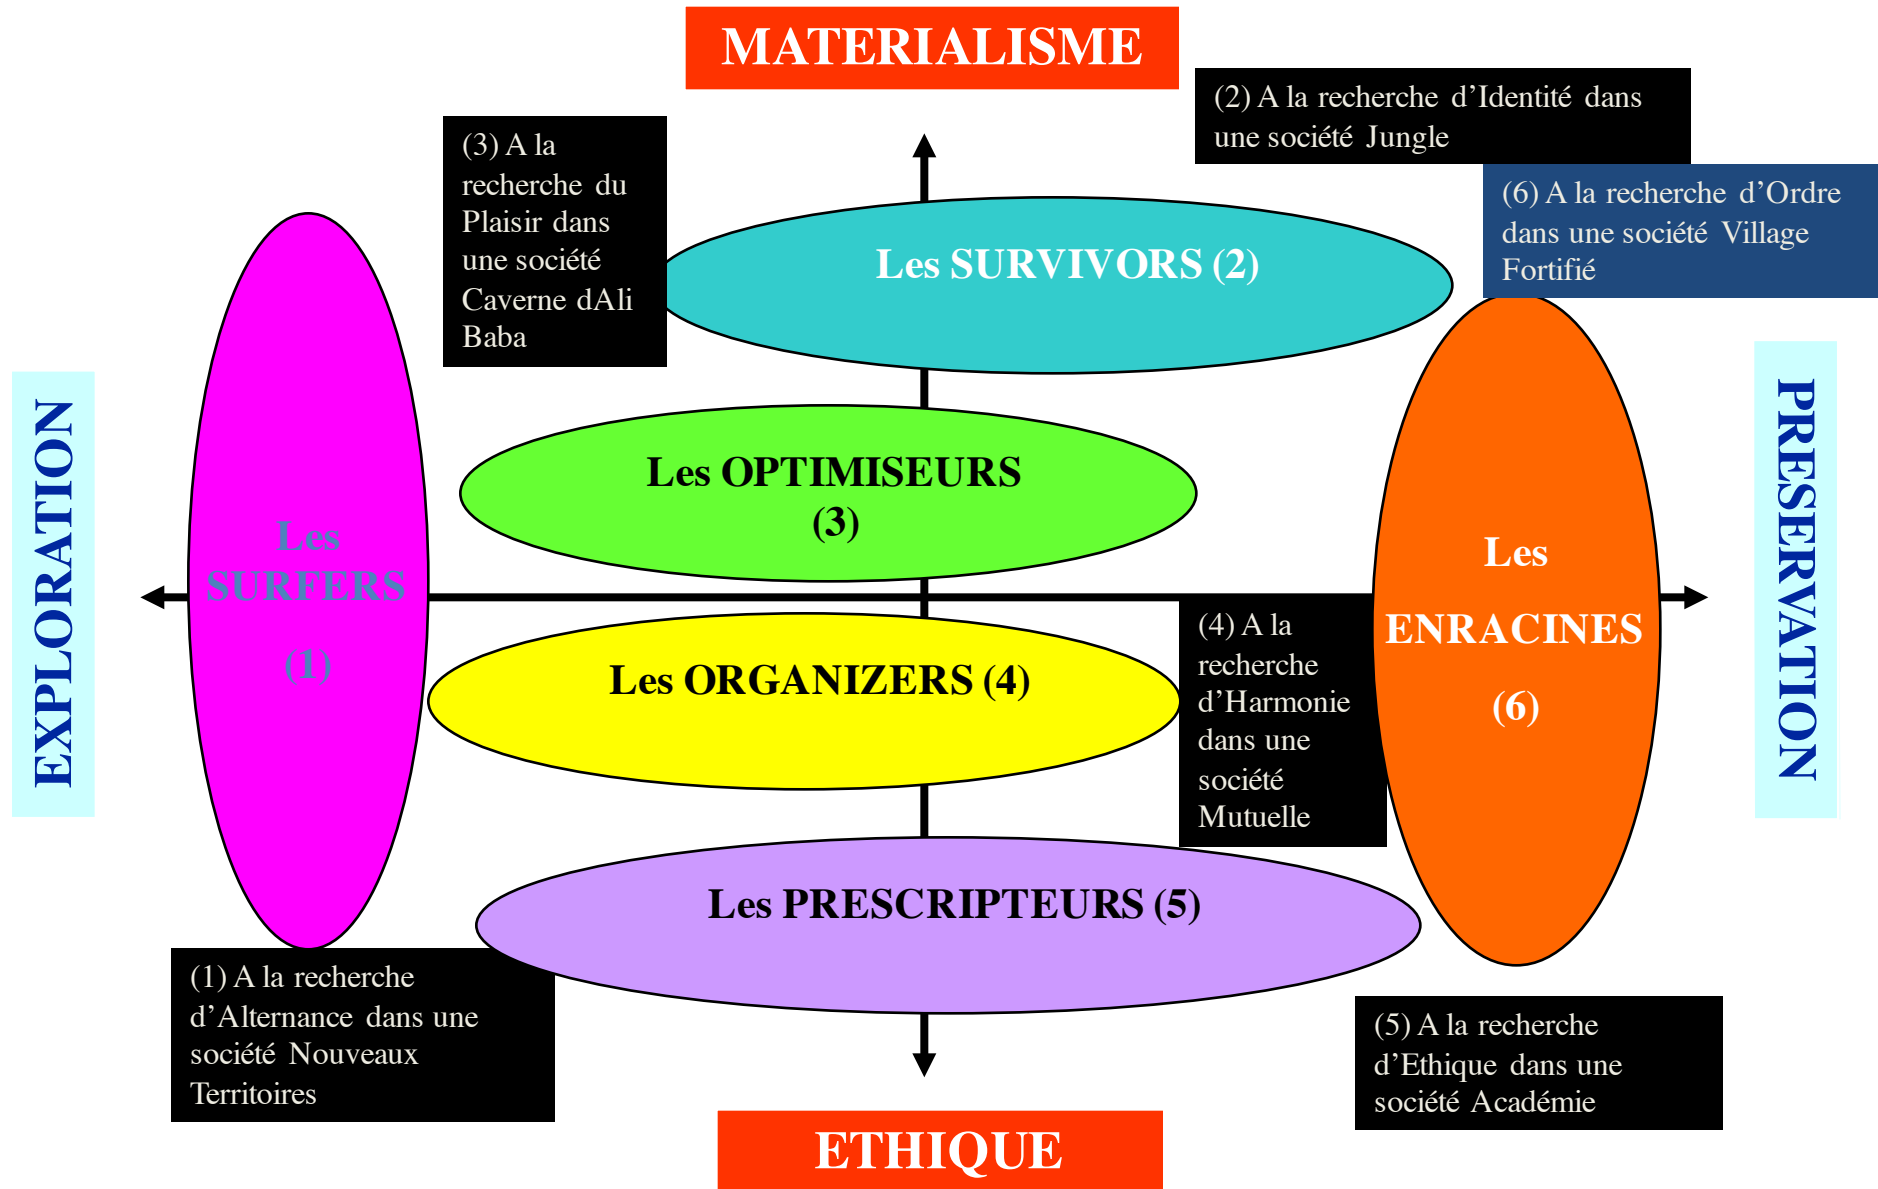 MATERIALISME
(2) A la recherche d’Identité dans
une société Jungle
(3) A la
recherche du
Plaisir dans
une société
Caverne dAli
Baba
(6) A la recherche d’Ordre
dans une société Village
Fortifié
Les SURVIVORS (2)
EXPLORATION
PRESERVATION
Les OPTIMISEURS
(3)
Les
SURFERS
(1)
Les
ENRACINES
(6)
Les ORGANIZERS (4)
(4) A la
recherche
d’Harmonie
dans une
société
Mutuelle
Les PRESCRIPTEURS (5)
(1) A la recherche
d’Alternance dans une
société Nouveaux
Territoires
(5) A la recherche
d’Ethique dans une
société Académie
ETHIQUE